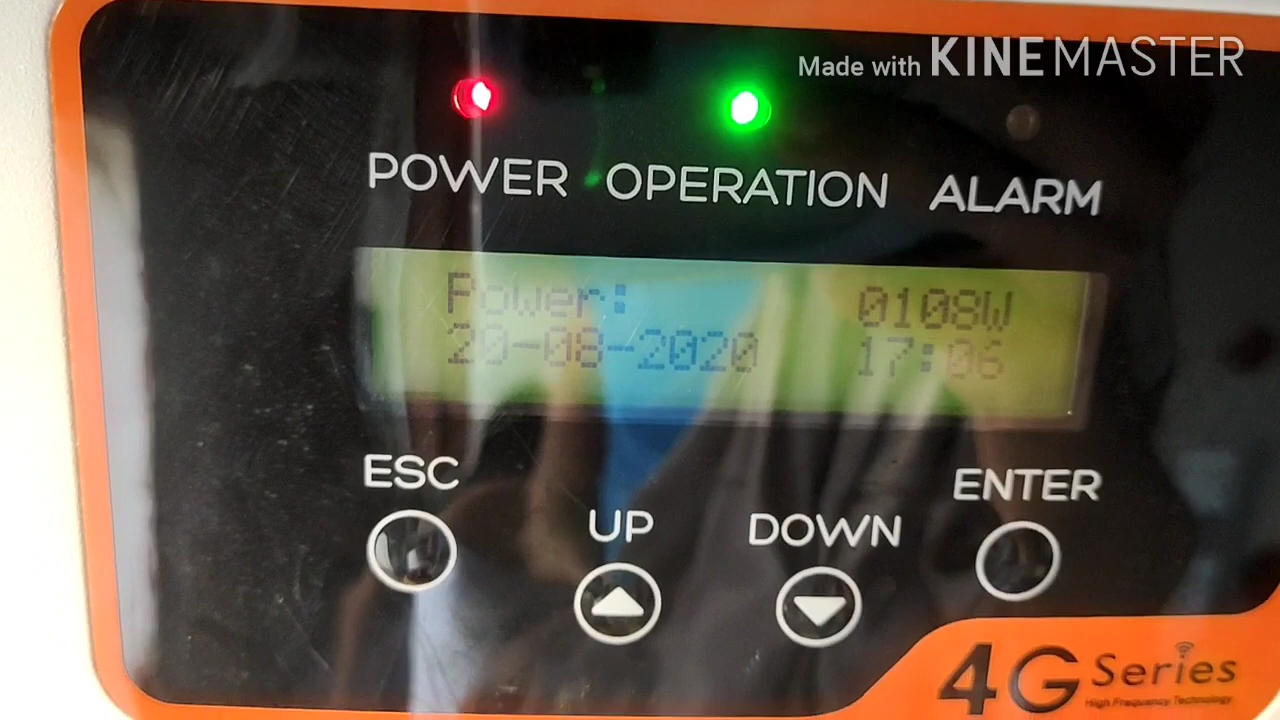 Made with KINEMASTER
POWER OPERATION ALARM
Power: 0108W
20-08-2020 17:06
ESC
ENTER
UP
DOWN
4G Series
High Frequency Technology